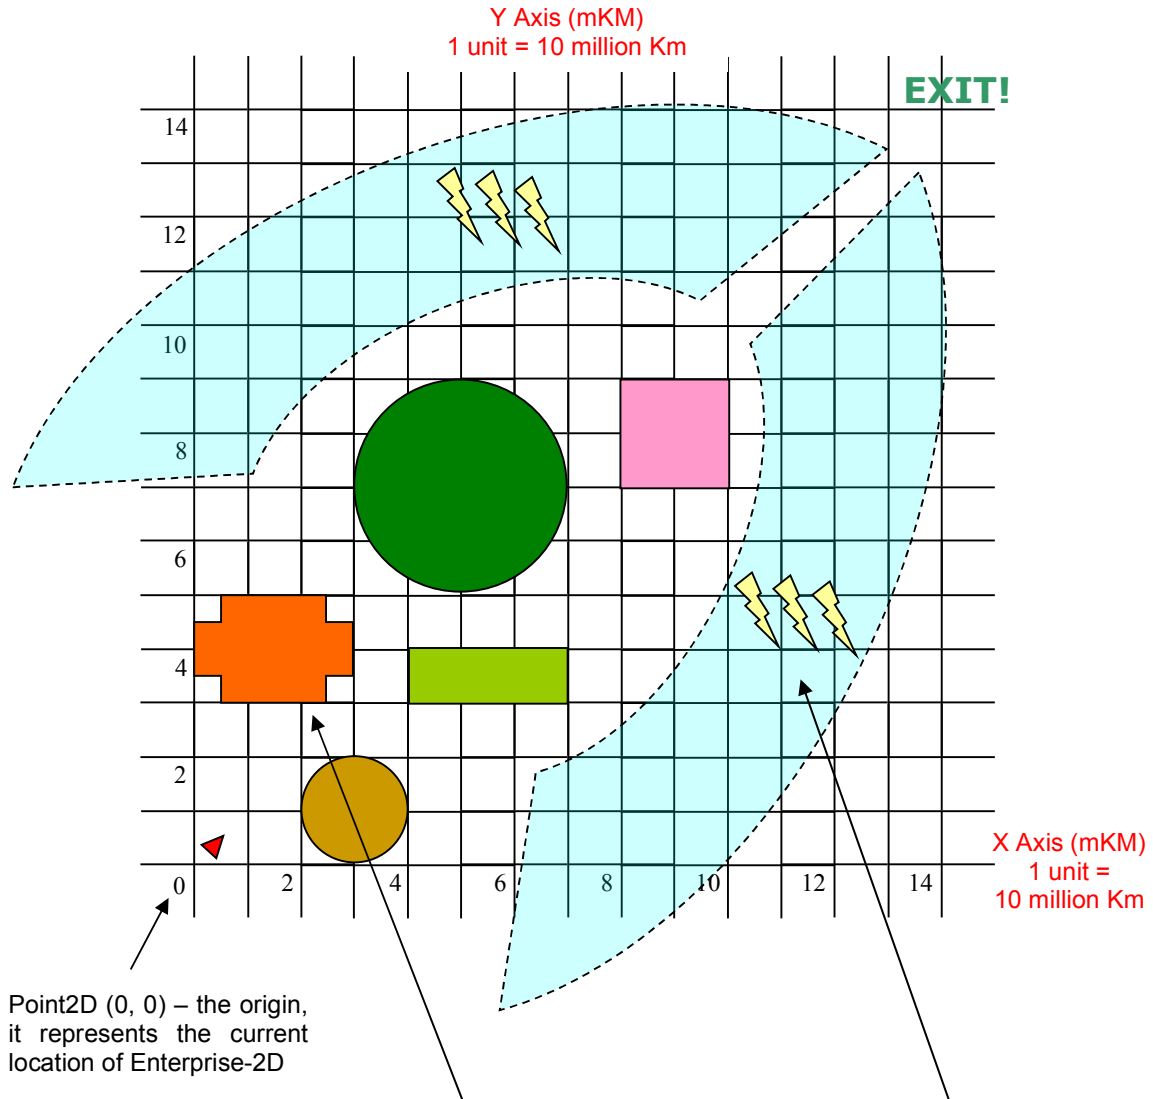 Y Axis (mKM)
1 unit = 10 million Km
EXIT!
14
12
10
8
6
4
2
0
2
4
6
8
10
12
14
X Axis (mKM)
1 unit =
10 million Km
Point2D (0, 0) – the origin,
it represents the current
location of Enterprise-2D